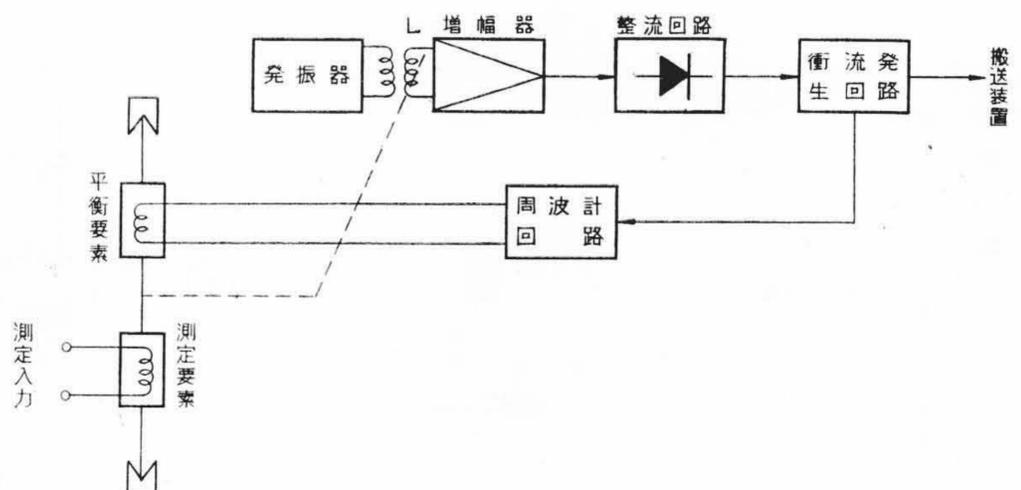 L 増幅器
整流回路
発振器
衝流発
生回路
搬送装置
平衡要素
周波計
回路
測定入力
測定要素